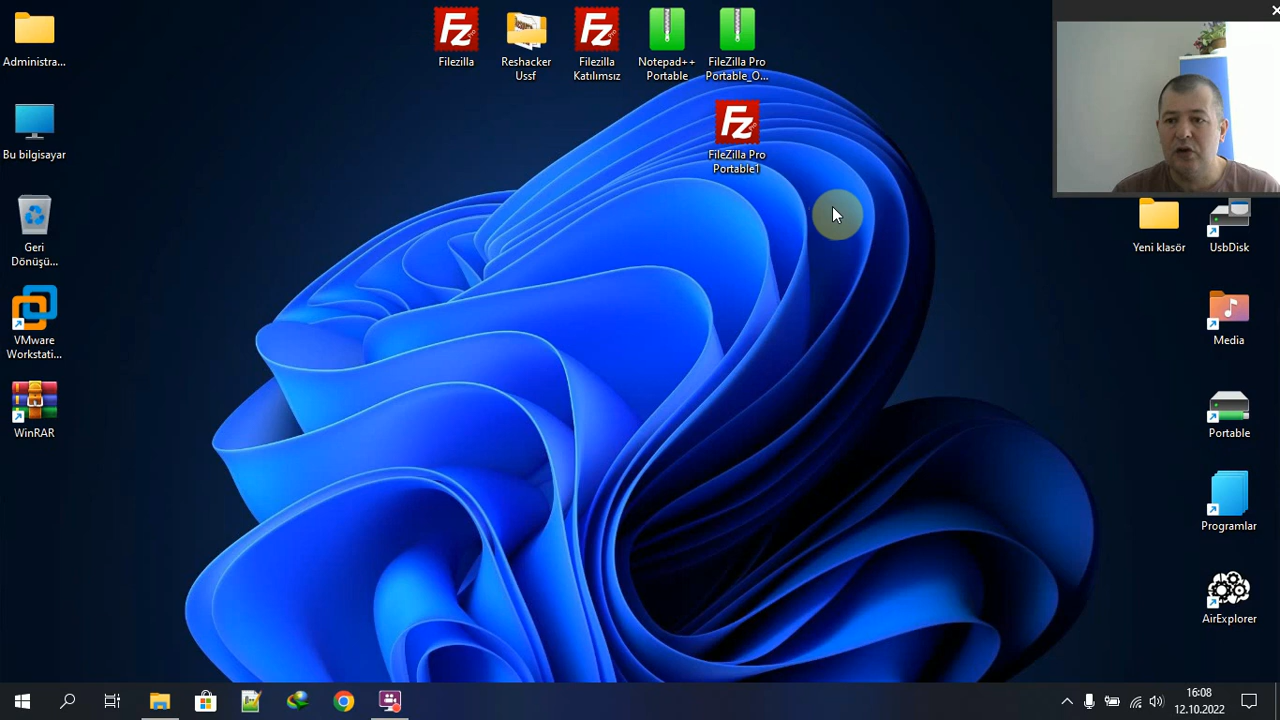 Administra...
Bu bilgisayar
Geri
Dönüşü...
VMware
Workstati...
WinRAR
Filezilla
Reshacker
Ussf
Filezilla
Katılımsız
Notepad++
Portable
FileZilla Pro
Portable_O...
FileZilla Pro
Portable1
Yeni klasör
UsbDisk
Media
Portable
Programlar
AirExplorer
16:08
12.10.2022